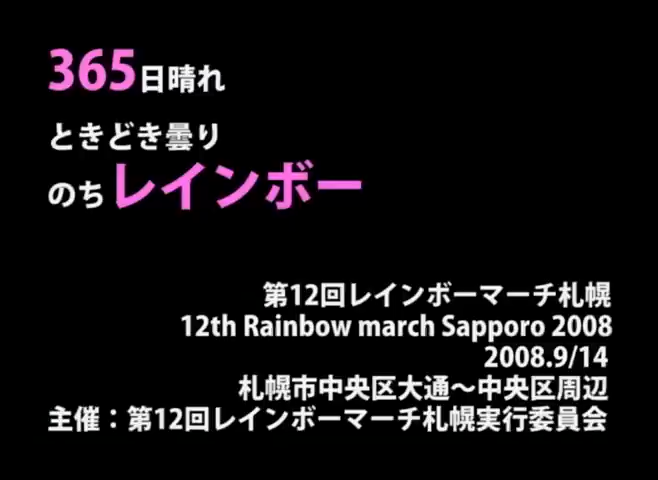 365日晴れ
ときどき曇り
のちレインボー
第12回レインボーマーチ札幌
12th Rainbow march Sapporo 2008
2008.9/14
札幌市中央区大通～中央区周辺
主催：第12回レインボーマーチ札幌実行委員会